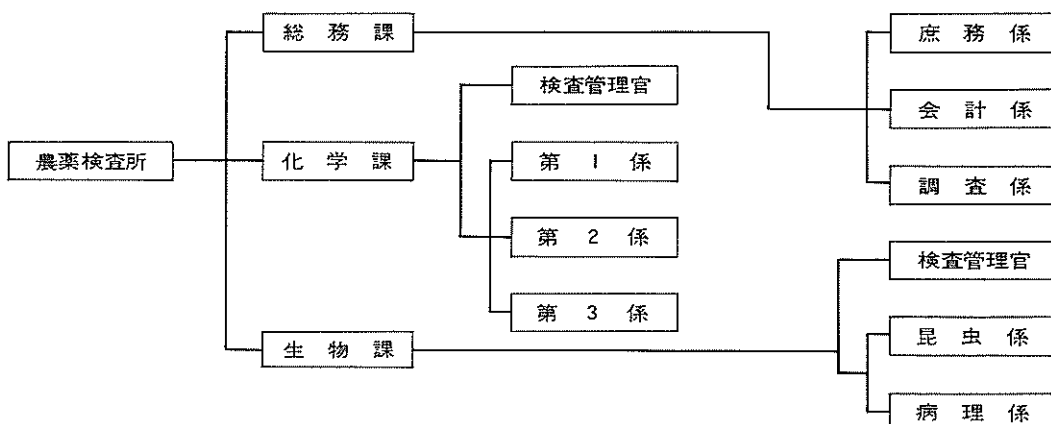 農薬検査所
総務課
化学課
生物課
検査管理官
第1係
第2係
第3係
庶務係
会計係
調査係
検査管理官
昆虫係
病理係